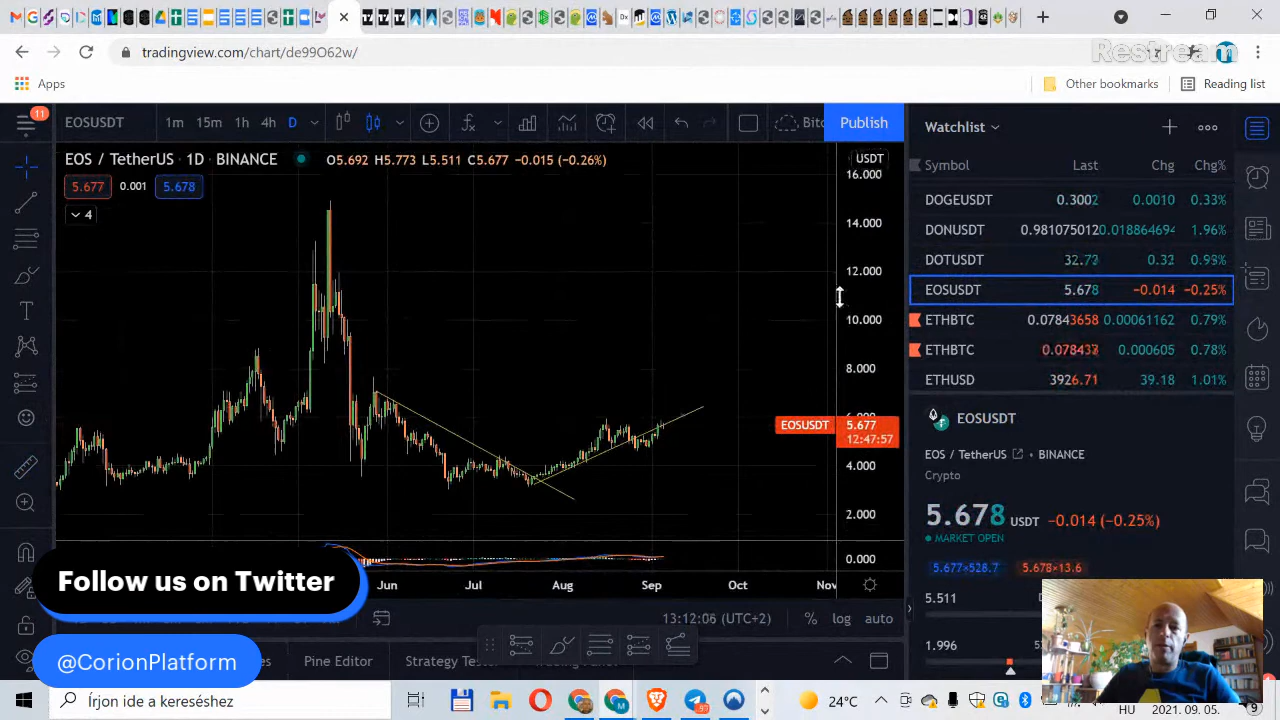 Restream
tradingview.com/chart/de99O62w/
Apps
Other bookmarks
Reading list
11
EOSUSDT
1m 15m 1h 4h D
Publish
Watchlist
EOS / TetherUS · 1D · BINANCE
O5.692 H5.773 L5.511 C5.677 −0.015 (−0.26%)
USDT
5.677 0.001 5.678
4
16.000
14.000
12.000
10.000
8.000
6.000
4.000
2.000
0.000
EOSUSDT 5.677
12:47:57
Symbol Last Chg Chg%
DOGEUSDT 0.3002 0.0010 0.33%
DONUSDT 0.981075012 0.018864694 1.96%
DOTUSDT 32.72 0.32 0.93%
EOSUSDT 5.678 −0.014 −0.25%
ETHBTC 0.07843658 0.00061162 0.79%
ETHBTC 0.078437 0.000605 0.78%
ETHUSD 3926.71 39.18 1.01%
EOSUSDT
EOS / TetherUS • BINANCE
Crypto
5.678 USDT −0.014 (−0.25%)
MARKET OPEN
5.677×528.7 5.678×13.6
5.511
1.996
Jun Jul Aug Sep Oct Nov
13:12:06 (UTC+2) % log auto
Pine Editor Strategy Tester
Follow us on Twitter
@CorionPlatform
Írjon ide a kereséshez
24°C
HU
2021. 09. 05.